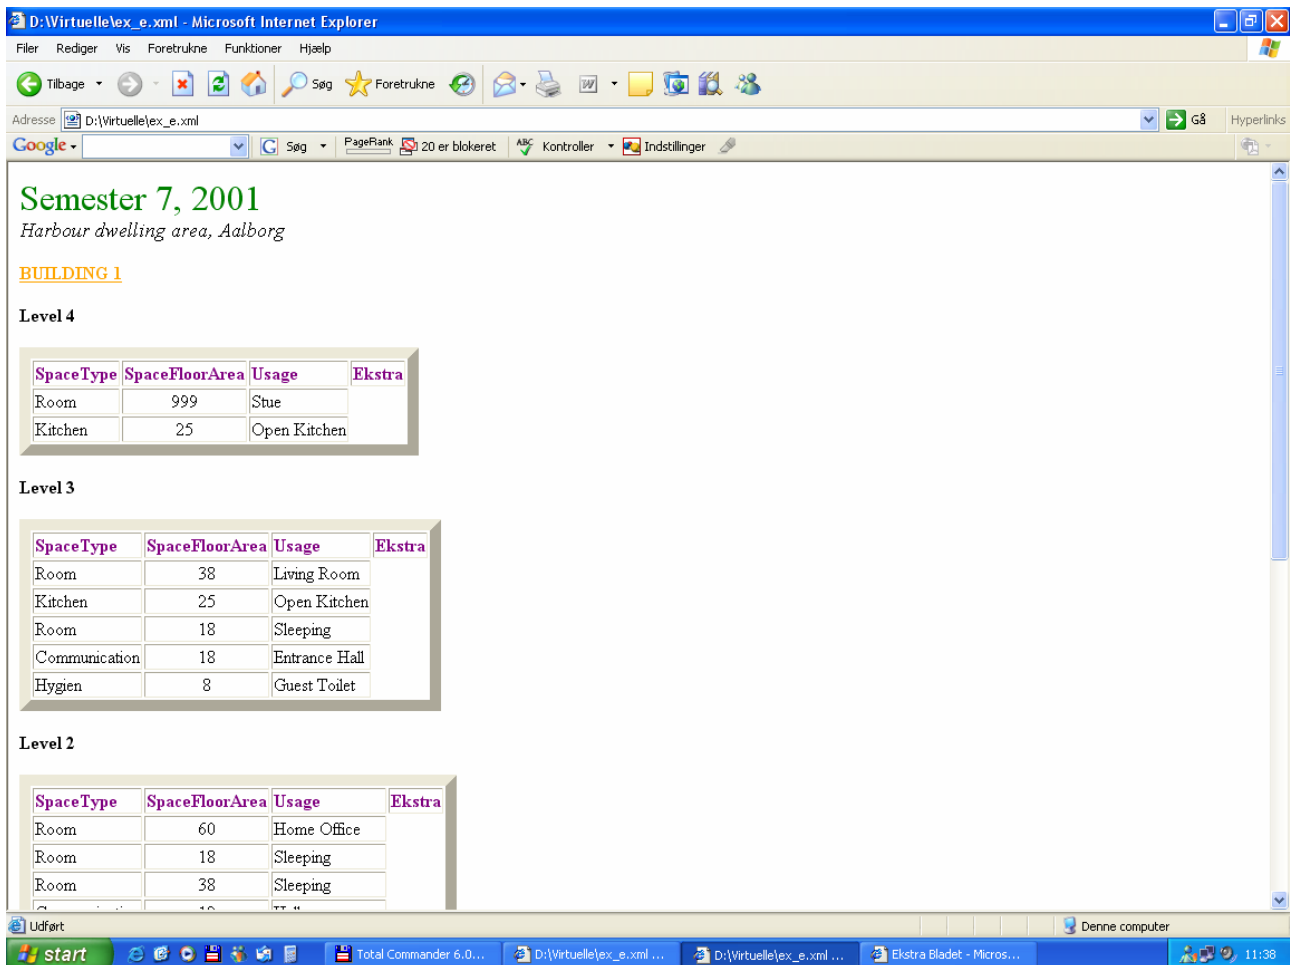 D:\Virtuelle\ex_e.xml - Microsoft Internet Explorer
Filer Rediger Vis Foretrukne Funktioner Hjælp
Tilbage Søg Foretrukne
Adresse D:\Virtuelle\ex_e.xml Gå Hyperlinks
Google Søg PageRank 20 er blokeret ABC Kontroller Indstillinger
Semester 7, 2001
Harbour dwelling area, Aalborg
BUILDING 1
Level 4
SpaceType SpaceFloorArea Usage Ekstra
Room 999 Stue
Kitchen 25 Open Kitchen
Level 3
SpaceType SpaceFloorArea Usage Ekstra
Room 38 Living Room
Kitchen 25 Open Kitchen
Room 18 Sleeping
Communication 18 Entrance Hall
Hygien 8 Guest Toilet
Level 2
SpaceType SpaceFloorArea Usage Ekstra
Room 60 Home Office
Room 18 Sleeping
Room 38 Sleeping
Udført Denne computer
start Total Commander 6.0... D:\Virtuelle\ex_e.xml ... D:\Virtuelle\ex_e.xml ... Ekstra Bladet - Micros... 11:38